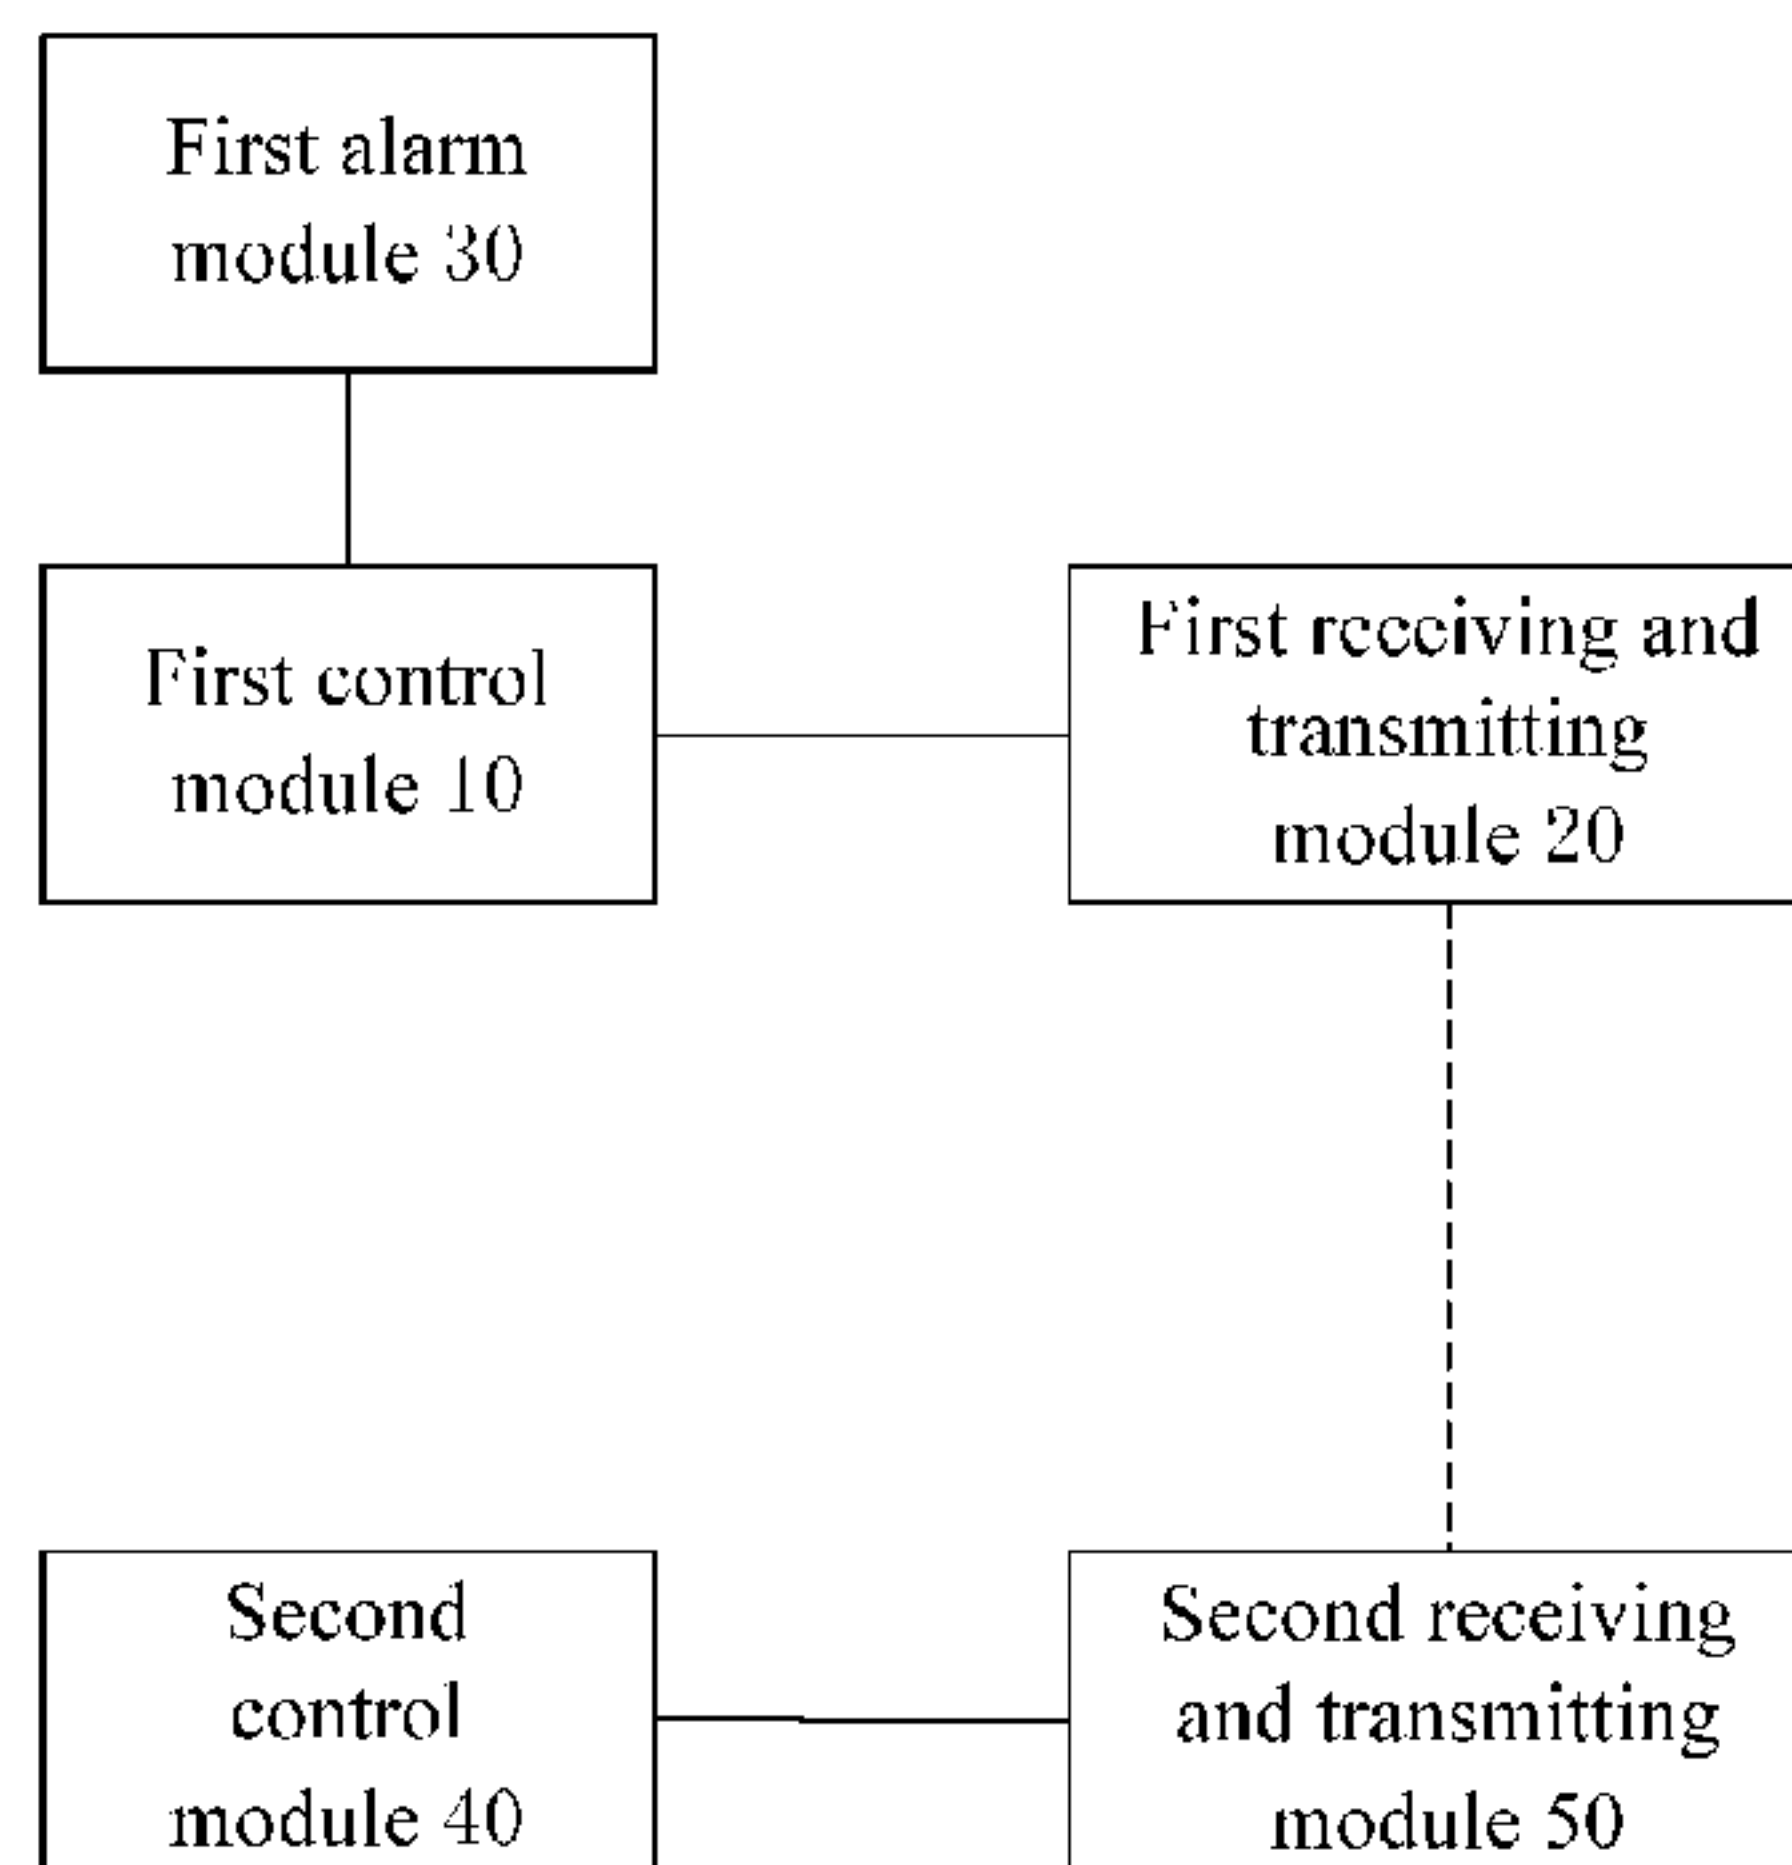 First alarm
module 30
First control
module 10
First receiving and
transmitting
module 20
Second
control
module 40
Second receiving
and transmitting
module 50